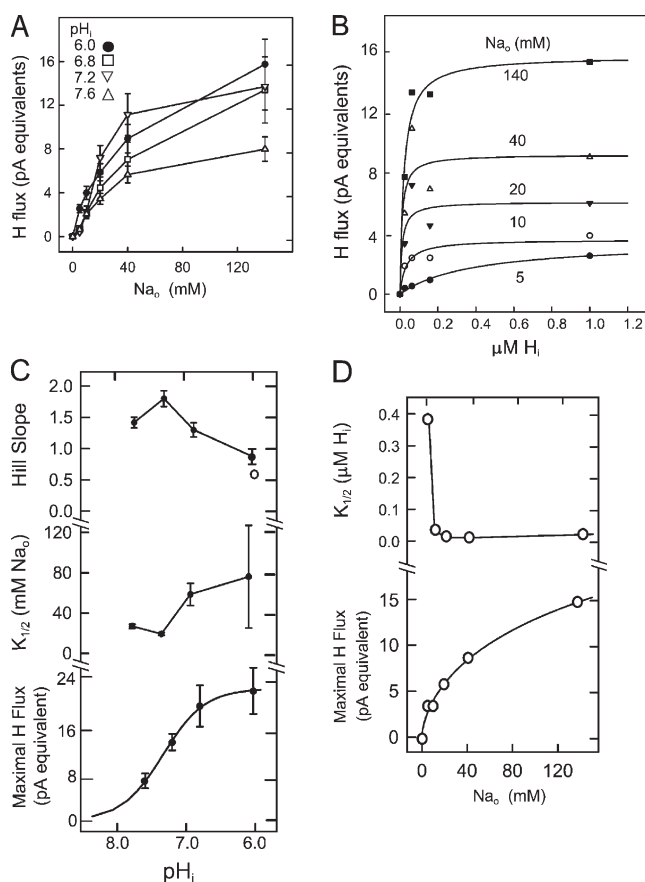 A
pHi
6.0
6.8
7.2
7.6
H flux (pA equivalents)
16
12
8
4
0
0 40 80 120
Nao (mM)
B
Nao (mM)
140
40
20
10
5
H flux (pA equivalents)
16
12
8
4
0
0.0 0.2 0.4 0.6 0.8 1.0 1.2
μM Hi
C
Hill Slope
2.0
1.5
1.0
0.5
0.0
K1/2 (mM Nao)
120
80
40
0
Maximal H Flux
(pA equivalent)
24
16
8
0
8.0 7.0 6.0
pHi
D
K1/2 (μM Hi)
0.4
0.3
0.2
0.1
0.0
Maximal H Flux
(pA equivalent)
15
10
5
0
0 40 80 120
Nao (mM)